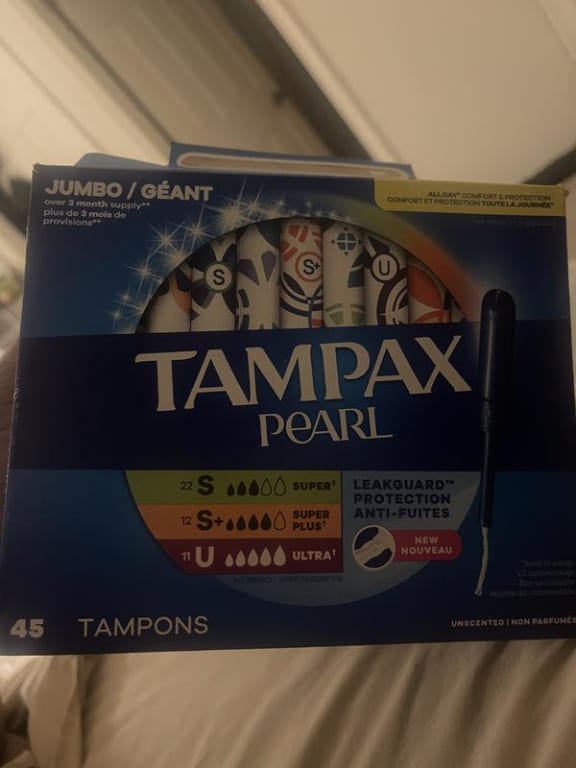 JUMBO / GÉANT
over 3 month supply**
plus de 3 mois de
provisions**
ALL DAY* COMFORT & PROTECTION
CONFORT ET PROTECTION TOUTE LA JOURNÉE*
S
S+
U
TAMPAX
PEARL
22 S SUPER†
12 S+ SUPER
PLUS†
11 U ULTRA†
LEAKGUARD™
PROTECTION
ANTI-FUITES
NEW
NOUVEAU
45 TAMPONS
UNSCENTED | NON PARFUMÉS